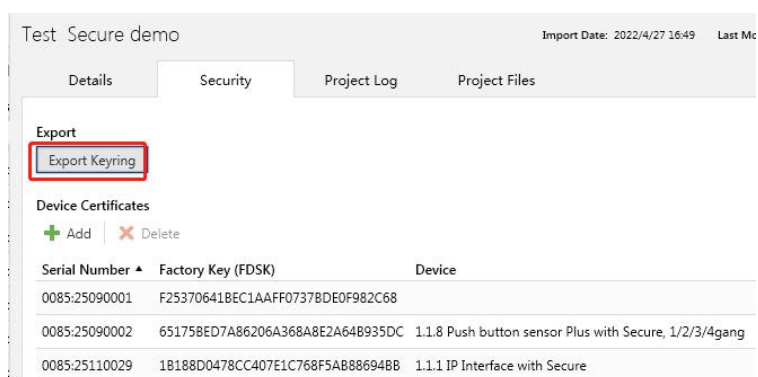 Test Secure demo Import Date: 2022/4/27 16:49 Last Mo
Details Security Project Log Project Files
Export
Export Keyring
Device Certificates
Add Delete
Serial Number Factory Key (FDSK) Device
0085:25090001 F25370641BEC1AAFF0737BDE0F982C68
0085:25090002 65175BED7A86206A368A8E2A64B935DC 1.1.8 Push button sensor Plus with Secure, 1/2/3/4gang
0085:25110029 1B188D0478CC407E1C768F5AB88694BB 1.1.1 IP Interface with Secure